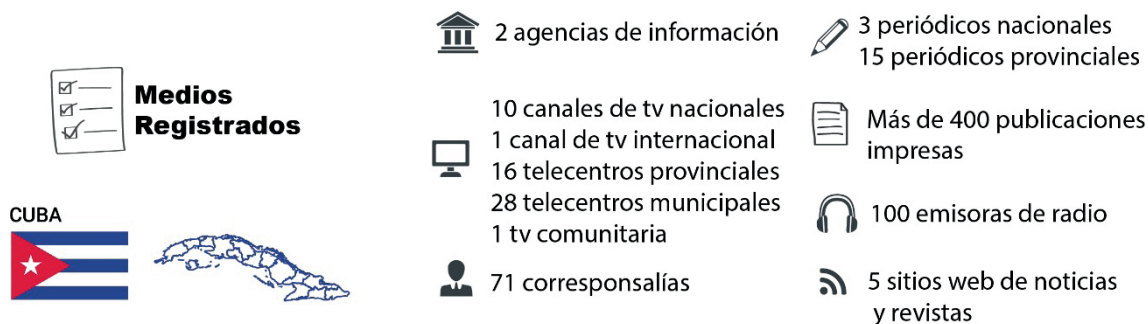 Medios
Registrados
CUBA
2 agencias de información
10 canales de tv nacionales
1 canal de tv internacional
16 telecentros provinciales
28 telecentros municipales
1 tv comunitaria
71 corresponsalías
3 periódicos nacionales
15 periódicos provinciales
Más de 400 publicaciones
impresas
100 emisoras de radio
5 sitios web de noticias
y revistas